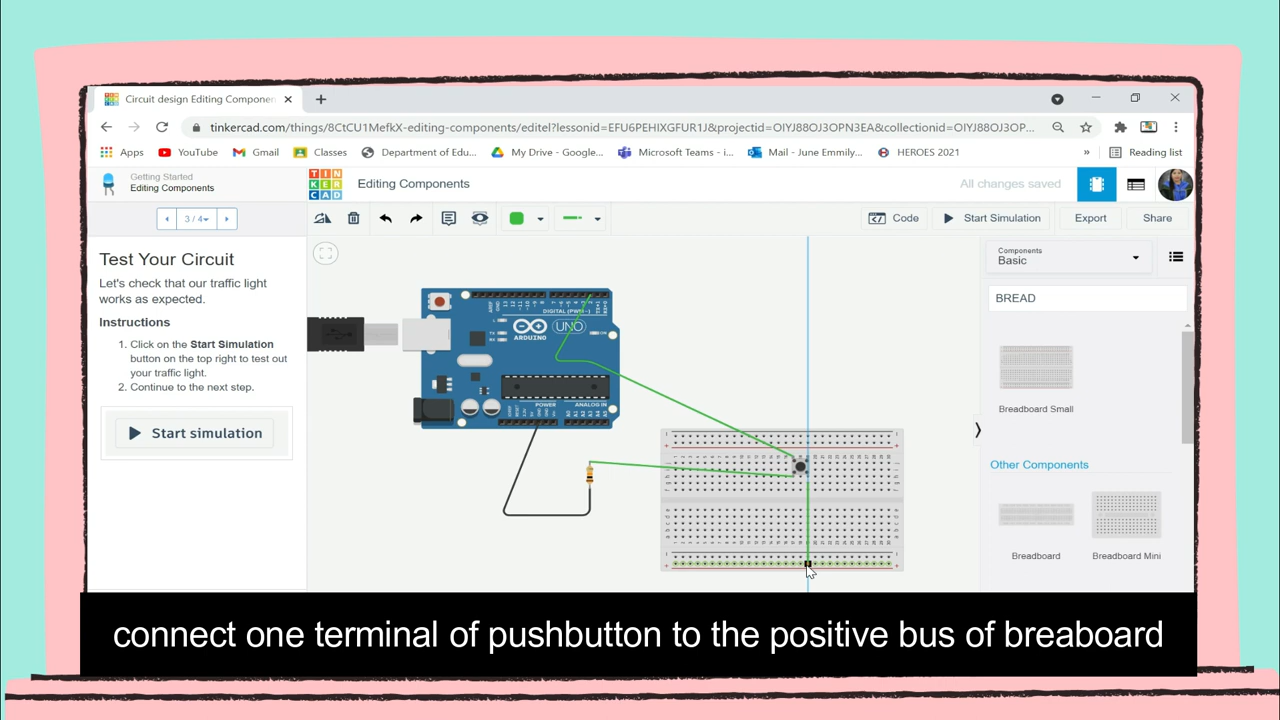 Circuit design Editing Componen
tinkercad.com/things/8CtCU1MefkX-editing-components/editel?lessonid=EFU6PEHIXGFUR1J&projectid=OIYJ88OJ3OPN3EA&collectionid=OIYJ88OJ3OP...
Apps YouTube Gmail Classes Department of Edu... My Drive - Google... Microsoft Teams - i... Mail - June Emmily... HEROES 2021 » Reading list
Getting Started
Editing Components
TIN
KER
CAD
Editing Components
All changes saved
3 / 4
Code Start Simulation Export Share
Test Your Circuit
Let's check that our traffic light
works as expected.
Instructions
1. Click on the Start Simulation
button on the top right to test out
your traffic light.
2. Continue to the next step.
Start simulation
DIGITAL (PWM~)
UNO
ARDUINO
POWER ANALOG IN
Components
Basic
BREAD
Breadboard Small
Other Components
Breadboard Breadboard Mini
connect one terminal of pushbutton to the positive bus of breaboard